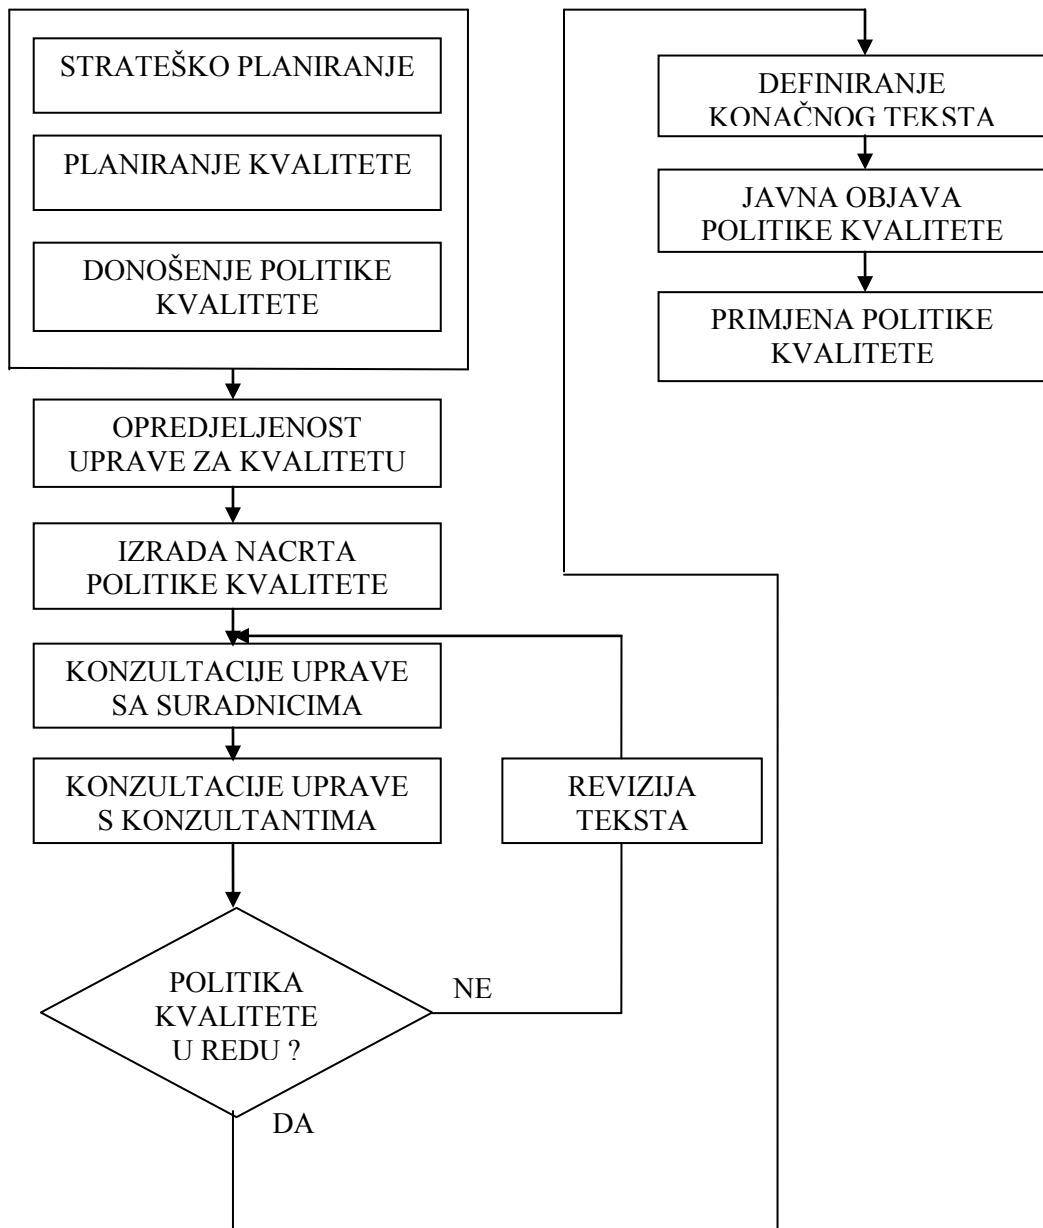 STRATEŠKO PLANIRANJE
PLANIRANJE KVALITETE
DONOŠENJE POLITIKE
KVALITETE
OPREDJELJENOST
UPRAVE ZA KVALITETU
IZRADA NACRTA
POLITIKE KVALITETE
KONZULTACIJE UPRAVE
SA SURADNICIMA
KONZULTACIJE UPRAVE
S KONZULTANTIMA
POLITIKA
KVALITETE
U REDU ?
NE
DA
REVIZIJA
TEKSTA
DEFINIRANJE
KONAČNOG TEKSTA
JAVNA OBJAVA
POLITIKE KVALITETE
PRIMJENA POLITIKE
KVALITETE